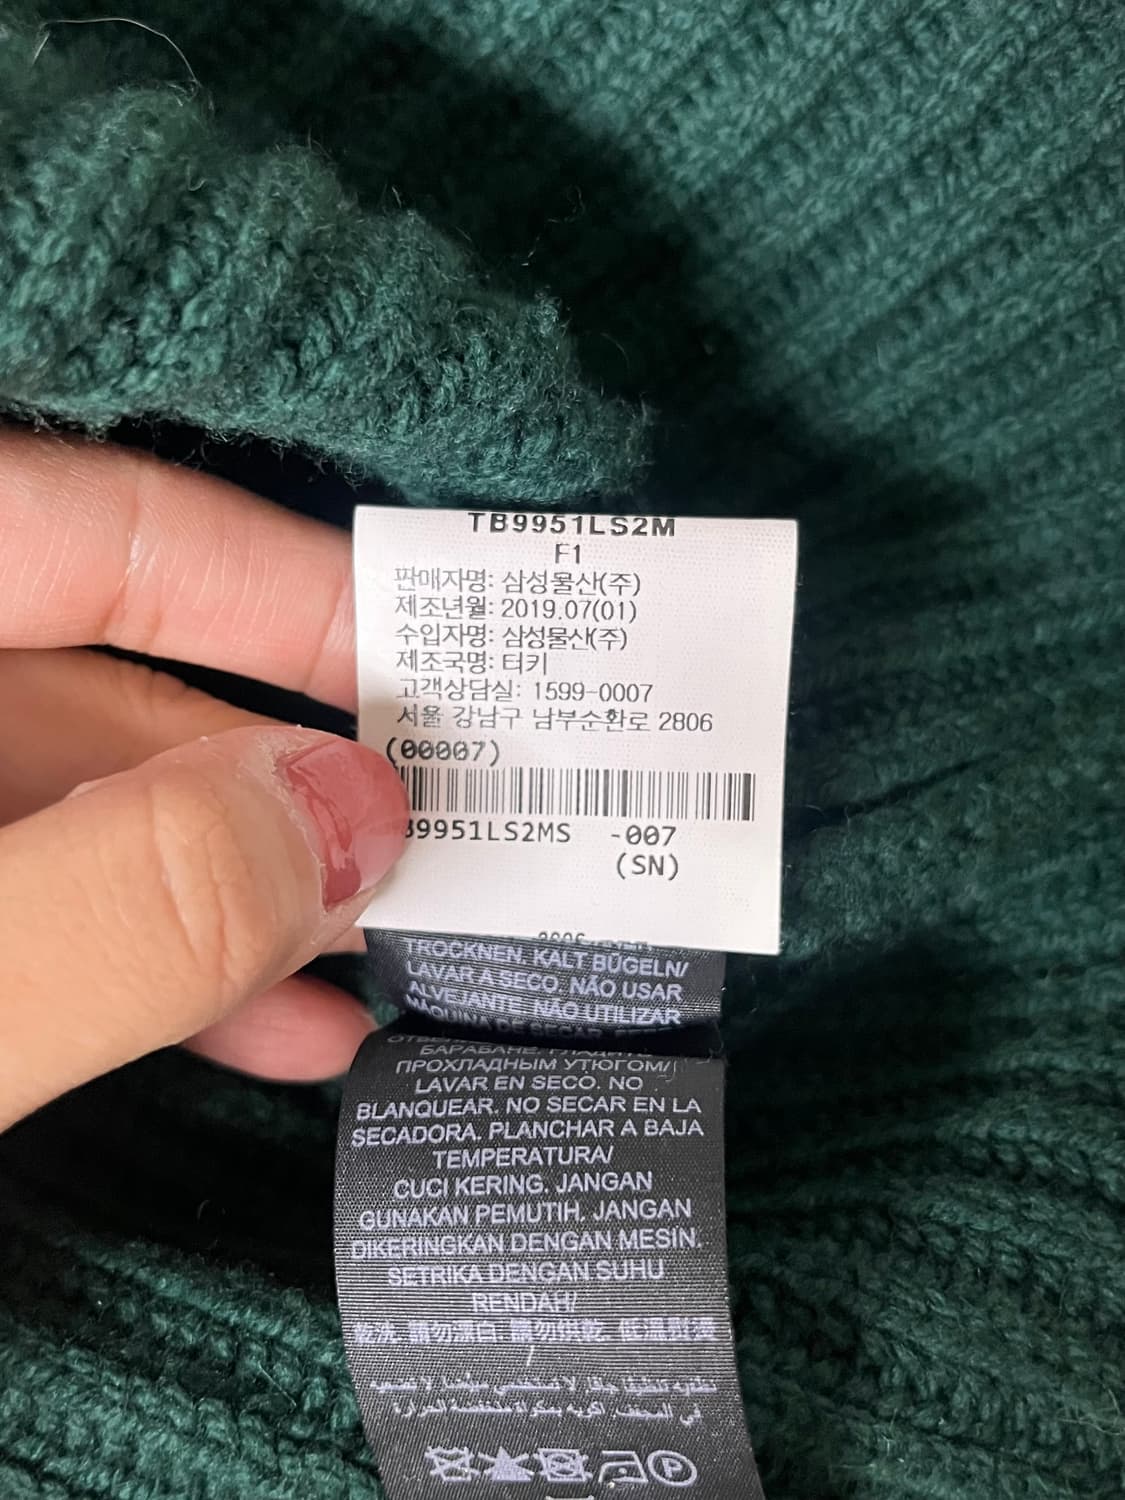 TB9951LS2M
F1
판매자명: 삼성물산(주)
제조년월: 2019.07(01)
수입자명: 삼성물산(주)
제조국명: 터키
고객상담실: 1599-0007
서울 강남구 남부순환로 2806
(00007)
B9951LS2MS -007
(SN)
TROCKNEN. KALT BÜGELN/
LAVAR A SECO. NÃO USAR
ALVEJANTE. NÃO UTILIZAR
MÁQUINA DE SECAR
БАРАБАНЕ. ГЛАДИТЬ
ПРОХЛАДНЫМ УТЮГОМ/
LAVAR EN SECO. NO
BLANQUEAR. NO SECAR EN LA
SECADORA. PLANCHAR A BAJA
TEMPERATURA/
CUCI KERING. JANGAN
GUNAKAN PEMUTIH. JANGAN
DIKERINGKAN DENGAN MESIN.
SETRIKA DENGAN SUHU
RENDAH/
乾洗. 請勿漂白. 請勿烘乾. 低溫熨燙
/
P